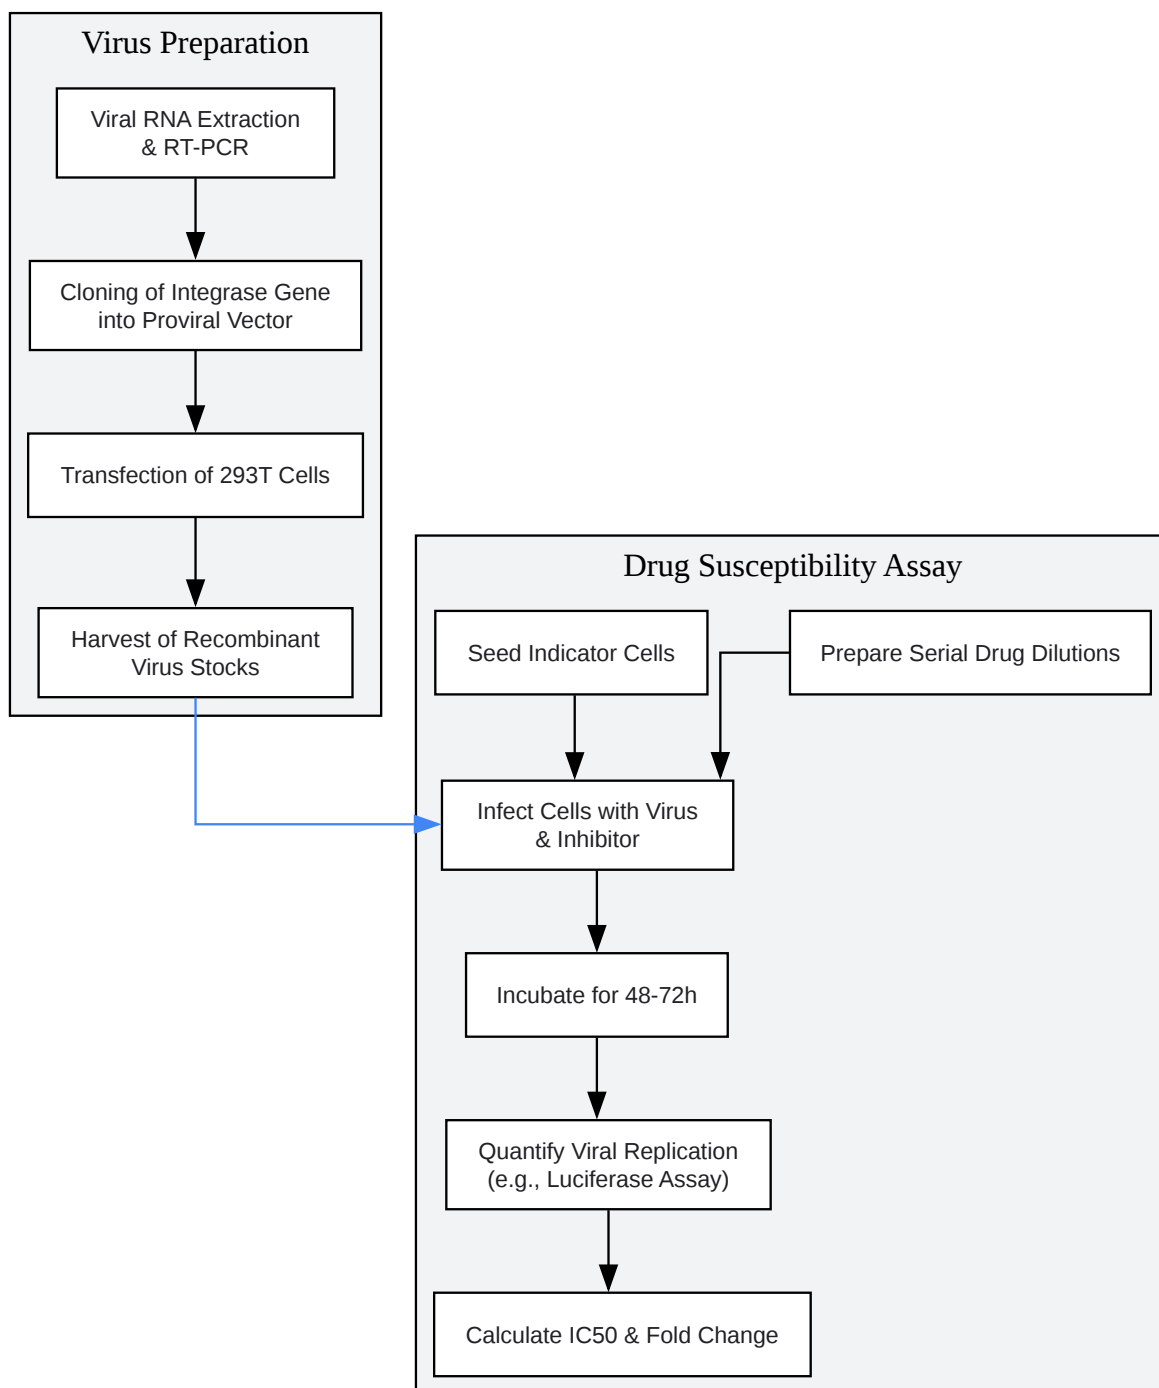 Virus Preparation
Viral RNA Extraction
& RT-PCR
Cloning of Integrase Gene
into Proviral Vector
Transfection of 293T Cells
Harvest of Recombinant
Virus Stocks
Drug Susceptibility Assay
Seed Indicator Cells
Prepare Serial Drug Dilutions
Infect Cells with Virus
& Inhibitor
Incubate for 48-72h
Quantify Viral Replication
(e.g., Luciferase Assay)
Calculate IC50 & Fold Change